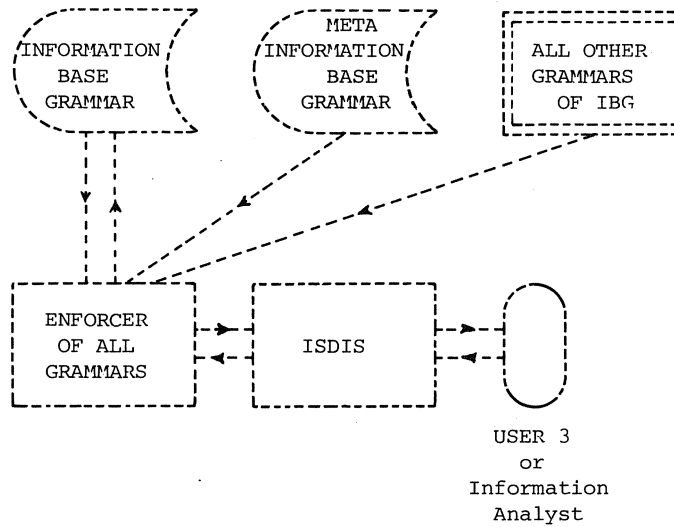 INFORMATION
BASE
GRAMMAR
META
INFORMATION
BASE
GRAMMAR
ALL OTHER
GRAMMARS
OF IBG
ENFORCER
OF ALL
GRAMMARS
ISDIS
USER 3
or
Information
Analyst